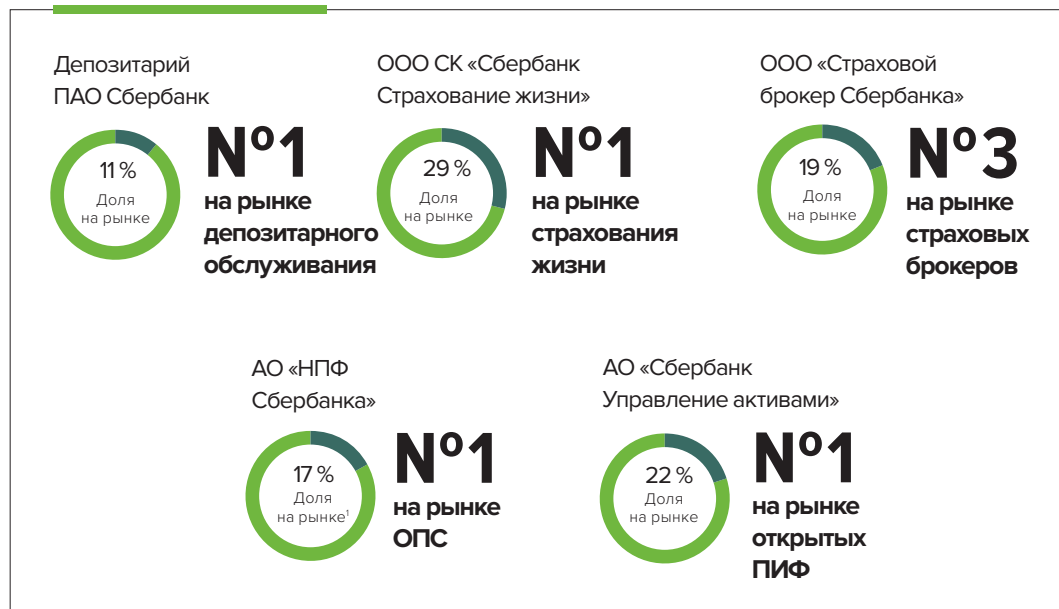 Депозитарий
ПАО Сбербанк
11 %
Доля
на рынке
Nº1
на рынке
депозитарного
обслуживания
ООО СК «Сбербанк
Страхование жизни»
29 %
Доля
на рынке
Nº1
на рынке
страхования
жизни
ООО «Страховой
брокер Сбербанка»
19 %
Доля
на рынке
Nº3
на рынке
страховых
брокеров
АО «НПФ
Сбербанка»
17 %
Доля
на рынке¹
Nº1
на рынке
ОПС
АО «Сбербанк
Управление активами»
22 %
Доля
на рынке
Nº1
на рынке
открытых
ПИФ